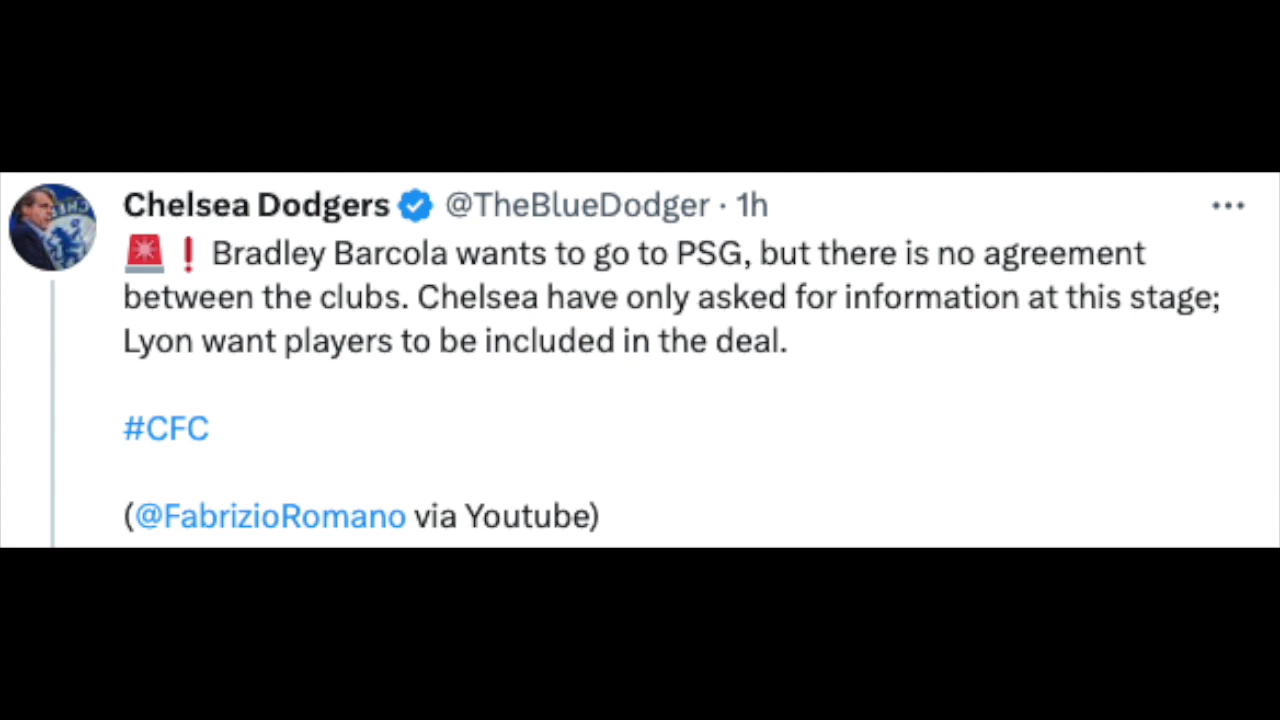 Chelsea Dodgers @TheBlueDodger · 1h
🚨❗ Bradley Barcola wants to go to PSG, but there is no agreement
between the clubs. Chelsea have only asked for information at this stage;
Lyon want players to be included in the deal.
#CFC
(@FabrizioRomano via Youtube)